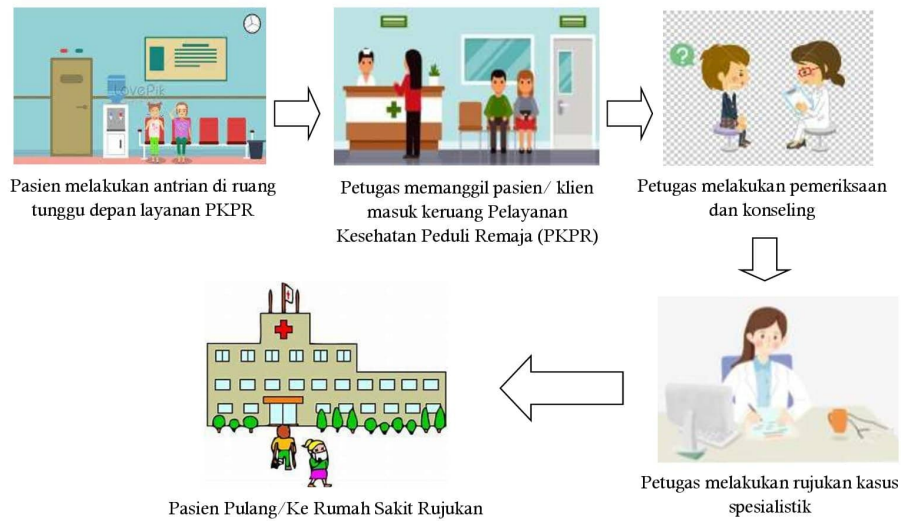 LovePik
Pasien melakukan antrian di ruang
tunggu depan layanan PKPR
Petugas memanggil pasien/ klien
masuk keruang Pelayanan
Kesehatan Peduli Remaja (PKPR)
?
Petugas melakukan pemeriksaan
dan konseling
Petugas melakukan rujukan kasus
spesialistik
Pasien Pulang/Ke Rumah Sakit Rujukan